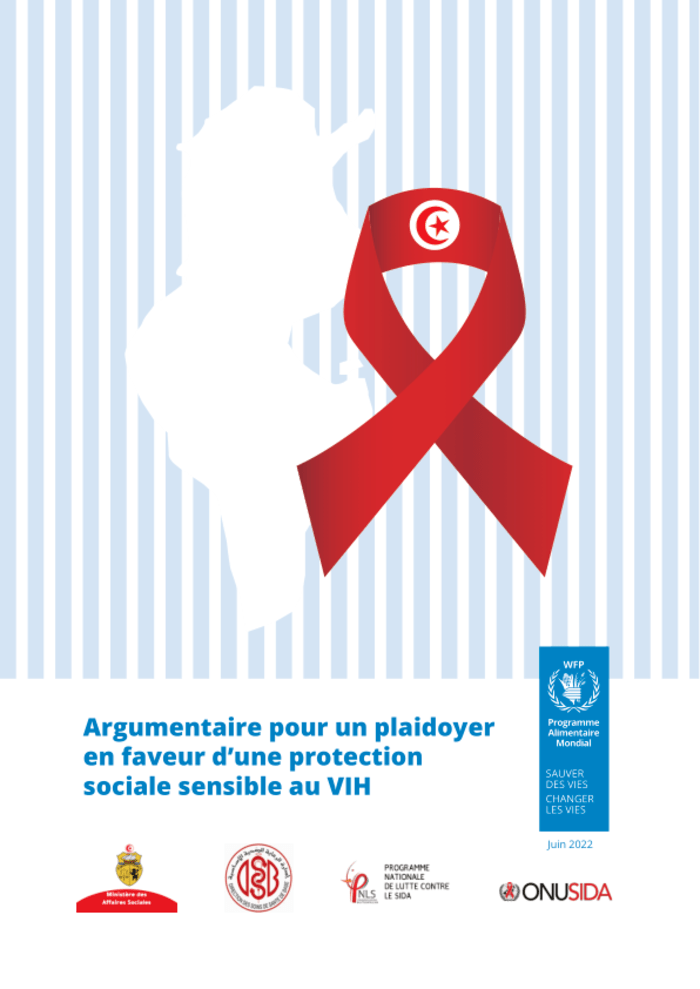 WFP
Programme
Alimentaire
Mondial
SAUVER
DES VIES
CHANGER
LES VIES
Argumentaire pour un plaidoyer
en faveur d’une protection
sociale sensible au VIH
Juin 2022
Ministère des
Affaires Sociales
DSSB
PNLS
PROGRAMME
NATIONALE
DE LUTTE CONTRE
LE SIDA
ONUSIDA